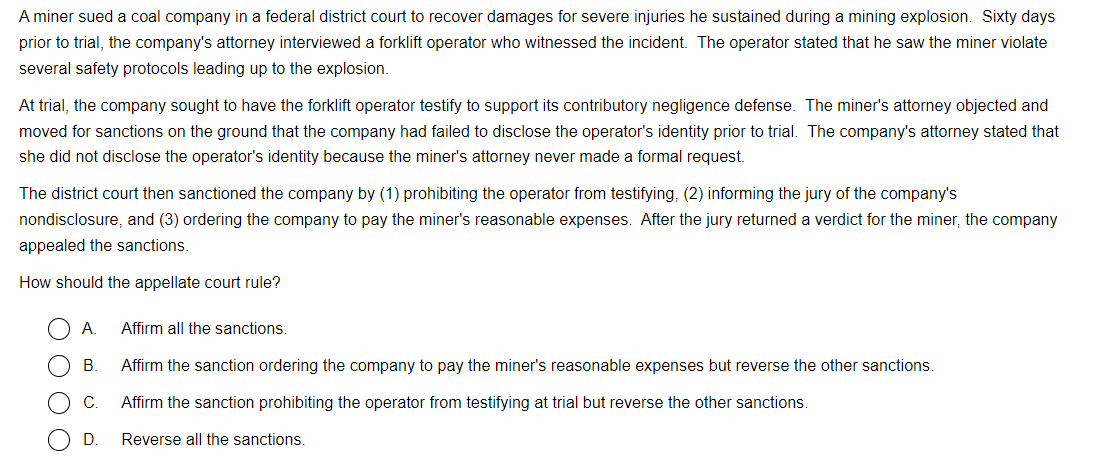 A miner sued a coal company in a federal district court to recover damages for severe injuries he sustained during a mining explosion.  Sixty days
prior to trial, the company's attorney interviewed a forklift operator who witnessed the incident.  The operator stated that he saw the miner violate
several safety protocols leading up to the explosion.
At trial, the company sought to have the forklift operator testify to support its contributory negligence defense.  The miner's attorney objected and
moved for sanctions on the ground that the company had failed to disclose the operator's identity prior to trial.  The company's attorney stated that
she did not disclose the operator's identity because the miner's attorney never made a formal request.
The district court then sanctioned the company by (1) prohibiting the operator from testifying, (2) informing the jury of the company's
nondisclosure, and (3) ordering the company to pay the miner's reasonable expenses.  After the jury returned a verdict for the miner, the company
appealed the sanctions.
How should the appellate court rule?
A. Affirm all the sanctions.
B. Affirm the sanction ordering the company to pay the miner's reasonable expenses but reverse the other sanctions.
C. Affirm the sanction prohibiting the operator from testifying at trial but reverse the other sanctions.
D. Reverse all the sanctions.